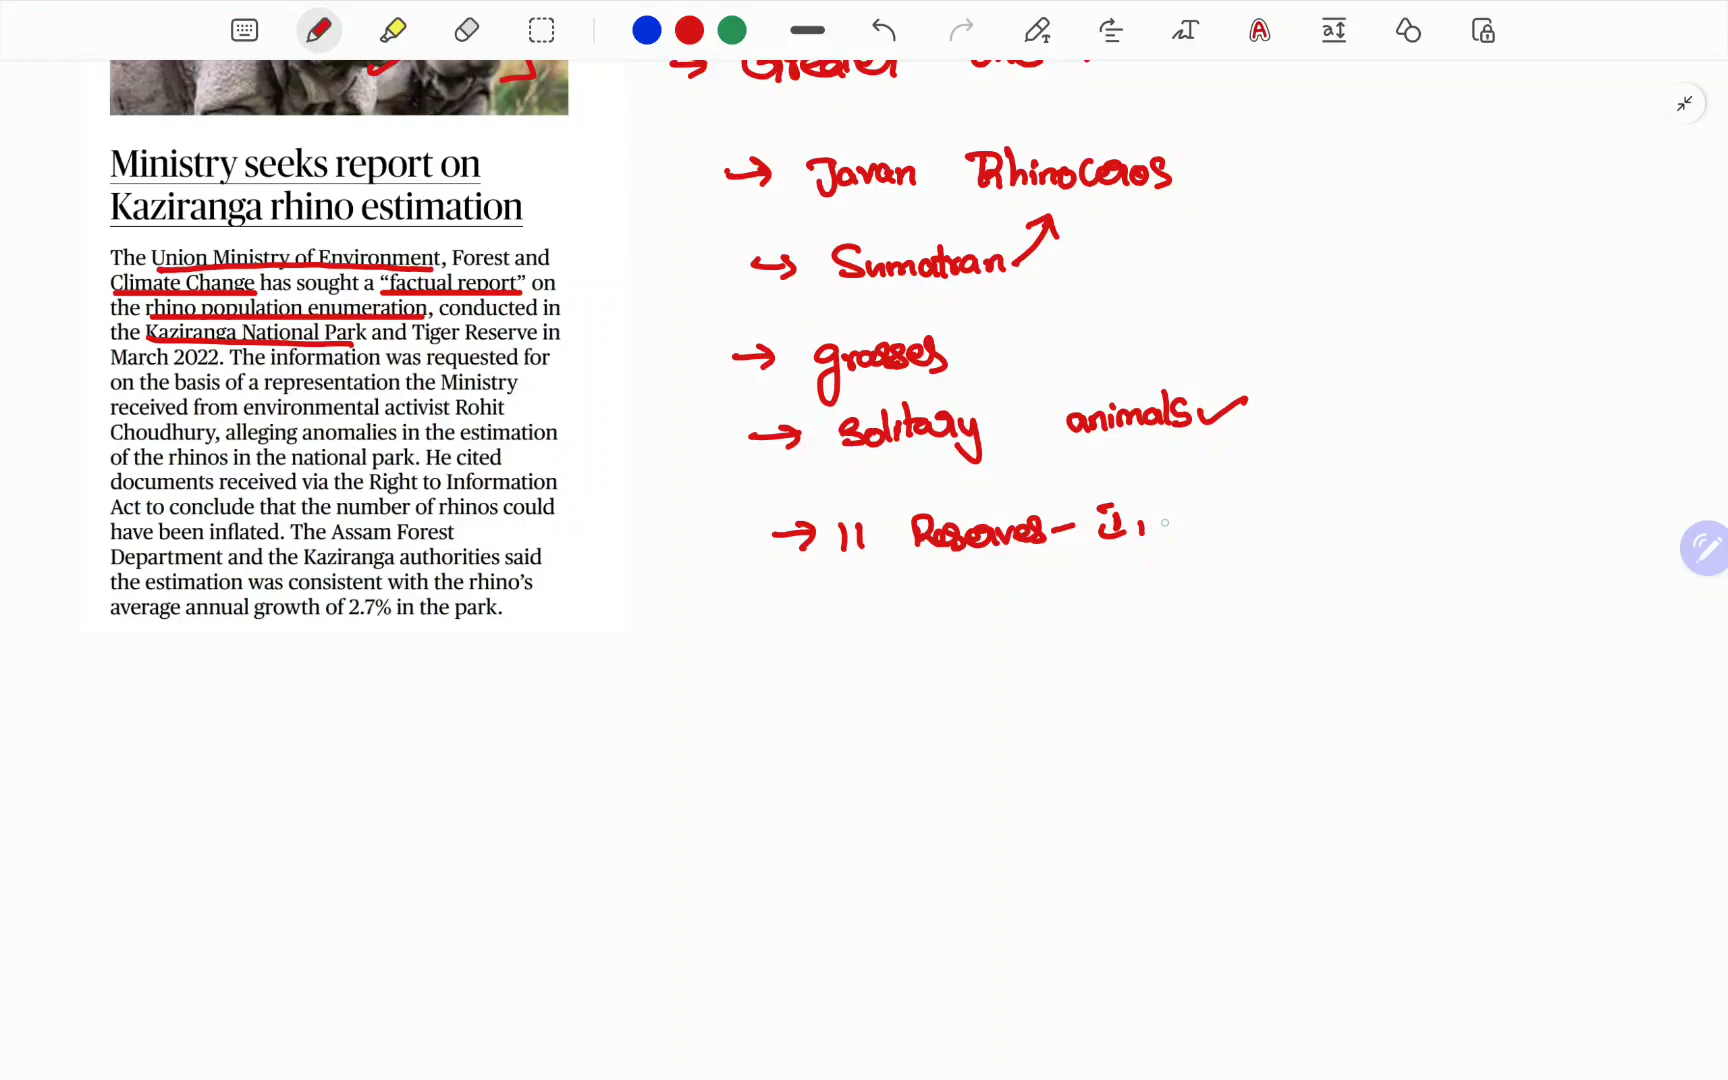 Ministry seeks report on
Kaziranga rhino estimation
The Union Ministry of Environment, Forest and
Climate Change has sought a “factual report” on
the rhino population enumeration, conducted in
the Kaziranga National Park and Tiger Reserve in
March 2022. The information was requested for
on the basis of a representation the Ministry
received from environmental activist Rohit
Choudhury, alleging anomalies in the estimation
of the rhinos in the national park. He cited
documents received via the Right to Information
Act to conclude that the number of rhinos could
have been inflated. The Assam Forest
Department and the Kaziranga authorities said
the estimation was consistent with the rhino’s
average annual growth of 2.7% in the park.
→ Greater one
→ Javan Rhinoceros
→ Sumatran
→ grasses
→ Solitary animals ✓
→ 11 Reserves -